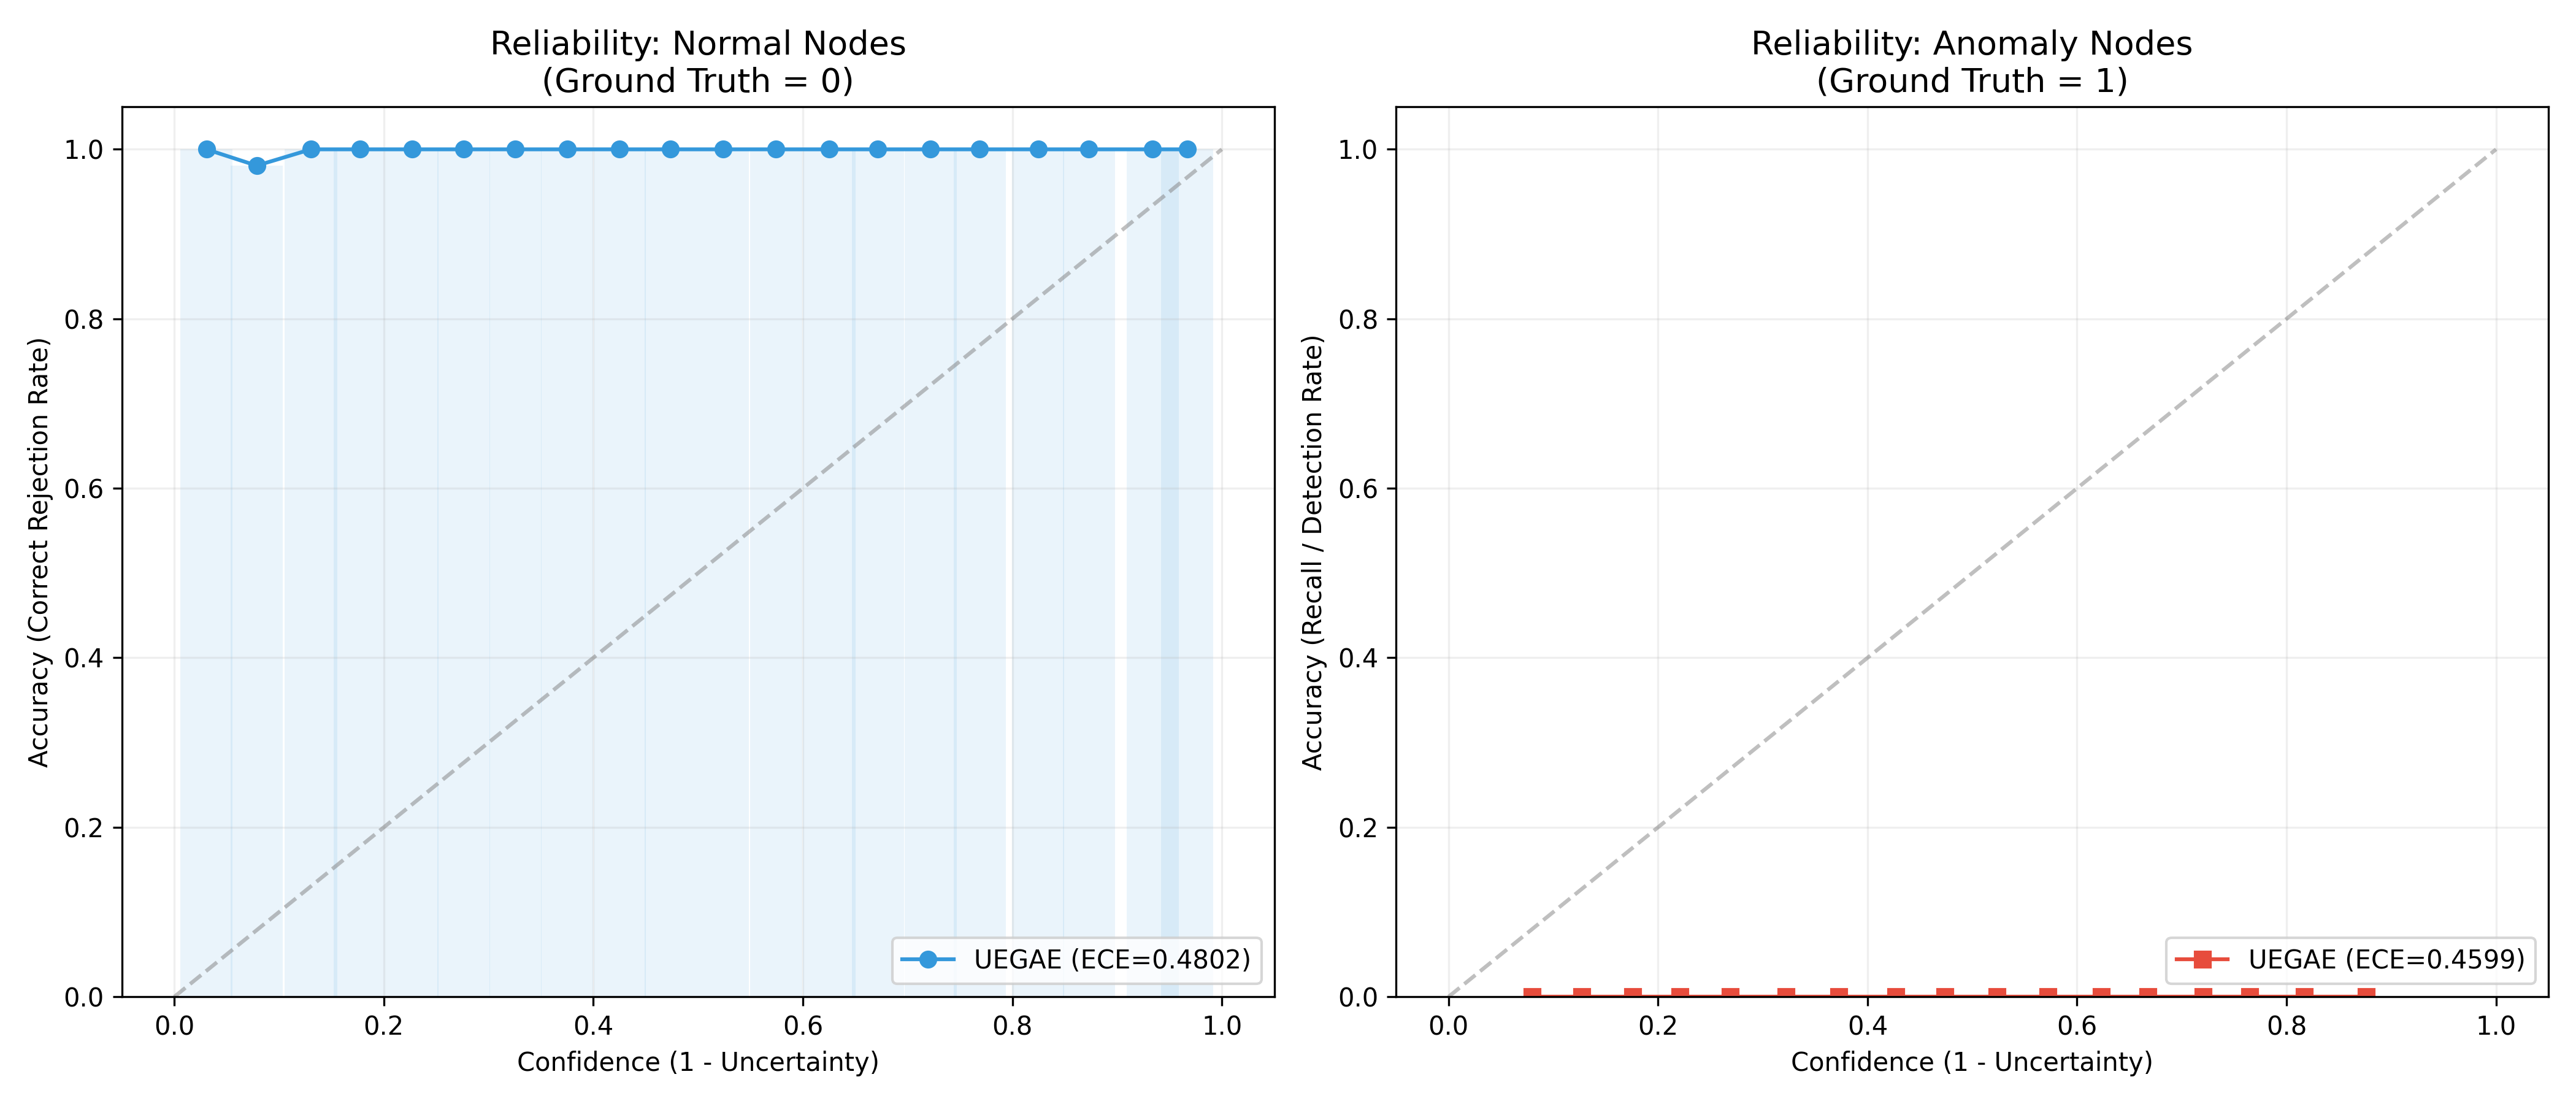 Reliability: Normal Nodes
(Ground Truth = 0)
Accuracy (Correct Rejection Rate)
1.0
0.8
0.6
0.4
0.2
0.0
0.0 0.2 0.4 0.6 0.8 1.0
Confidence (1 - Uncertainty)
UEGAE (ECE=0.4802)
Reliability: Anomaly Nodes
(Ground Truth = 1)
Accuracy (Recall / Detection Rate)
1.0
0.8
0.6
0.4
0.2
0.0
0.0 0.2 0.4 0.6 0.8 1.0
Confidence (1 - Uncertainty)
UEGAE (ECE=0.4599)